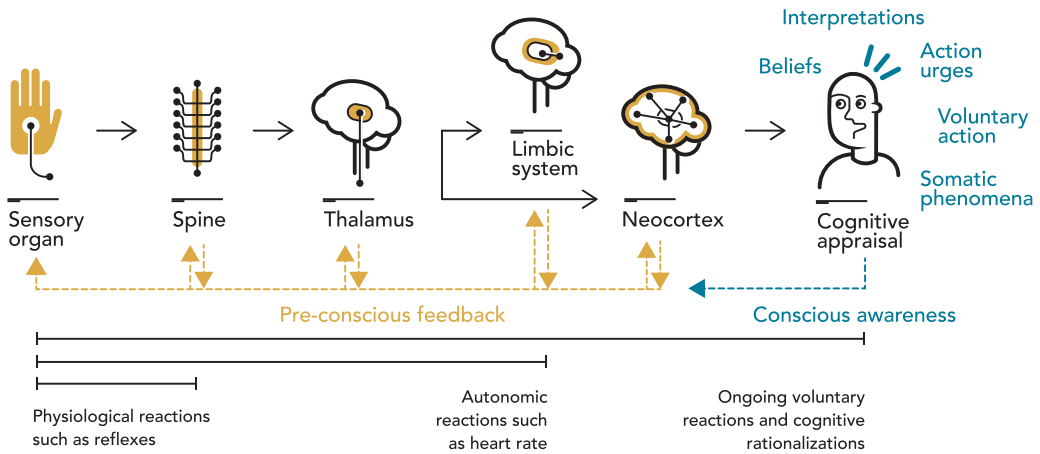 Interpretations
Beliefs
Action
urges
Voluntary
action
Somatic
phenomena
Sensory
organ
Spine
Thalamus
Limbic
system
Neocortex
Cognitive
appraisal
Pre-conscious feedback
Conscious awareness
Physiological reactions
such as reflexes
Autonomic
reactions such
as heart rate
Ongoing voluntary
reactions and cognitive
rationalizations